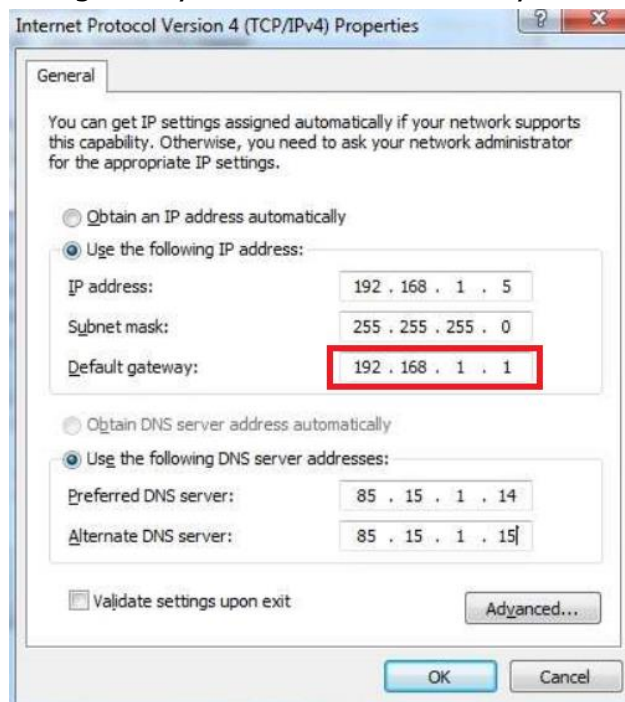 Internet Protocol Version 4 (TCP/IPv4) Properties
General
You can get IP settings assigned automatically if your network supports
this capability. Otherwise, you need to ask your network administrator
for the appropriate IP settings.
Obtain an IP address automatically
Use the following IP address:
IP address: 192 . 168 . 1 . 5
Subnet mask: 255 . 255 . 255 . 0
Default gateway: 192 . 168 . 1 . 1
Obtain DNS server address automatically
Use the following DNS server addresses:
Preferred DNS server: 85 . 15 . 1 . 14
Alternate DNS server: 85 . 15 . 1 . 15
Validate settings upon exit
Advanced...
OK Cancel